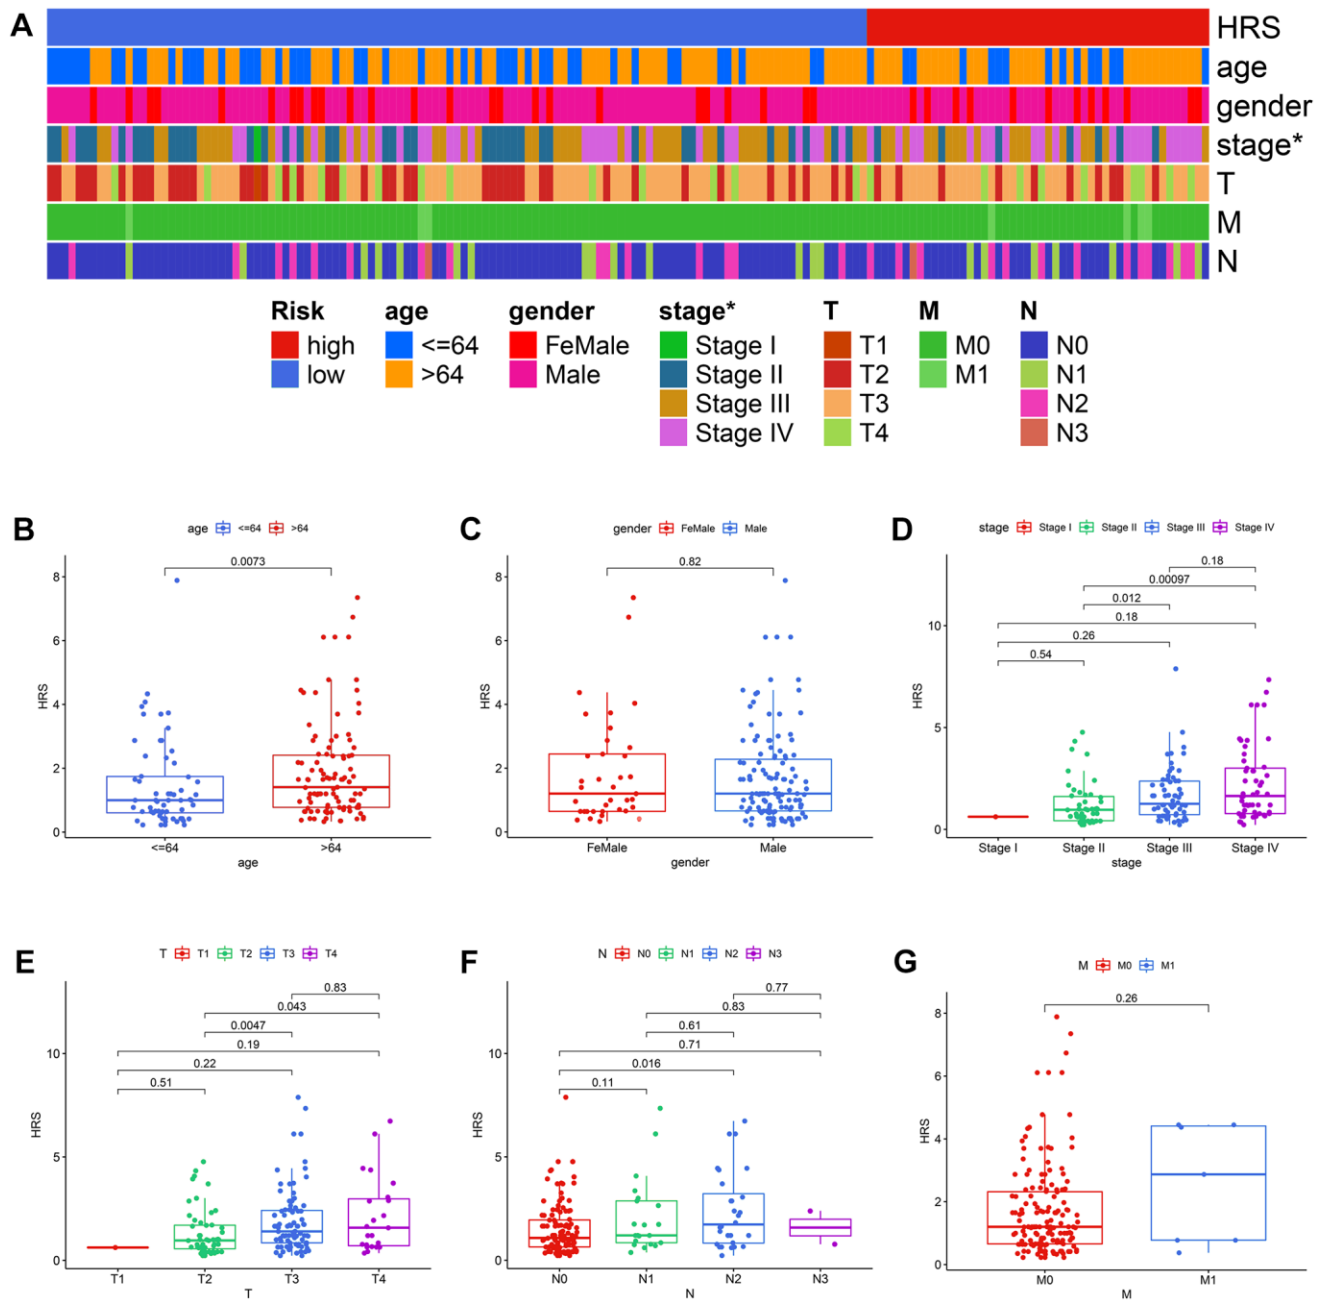 A
HRS
age
gender
stage*
T
M
N
Risk age gender stage* T M N
high <=64 FeMale Stage I T1 M0 N0
low >64 Male Stage II T2 M1 N1
Stage III T3 N2
Stage IV T4 N3
B
age <=64 >64
0.0073
8
6
4
2
0
HRS
<=64 >64
age
C
gender FeMale Male
0.82
8
6
4
2
0
HRS
FeMale Male
gender
D
stage Stage I Stage II Stage III Stage IV
0.18
0.00097
0.012
0.18
0.26
0.54
10
5
0
HRS
Stage I Stage II Stage III Stage IV
stage
E
T T1 T2 T3 T4
0.83
0.043
0.0047
0.19
0.22
0.51
10
5
0
HRS
T1 T2 T3 T4
T
F
N N0 N1 N2 N3
0.77
0.83
0.61
0.71
0.016
0.11
10
5
0
HRS
N0 N1 N2 N3
N
G
M M0 M1
0.26
8
6
4
2
0
HRS
M0 M1
M